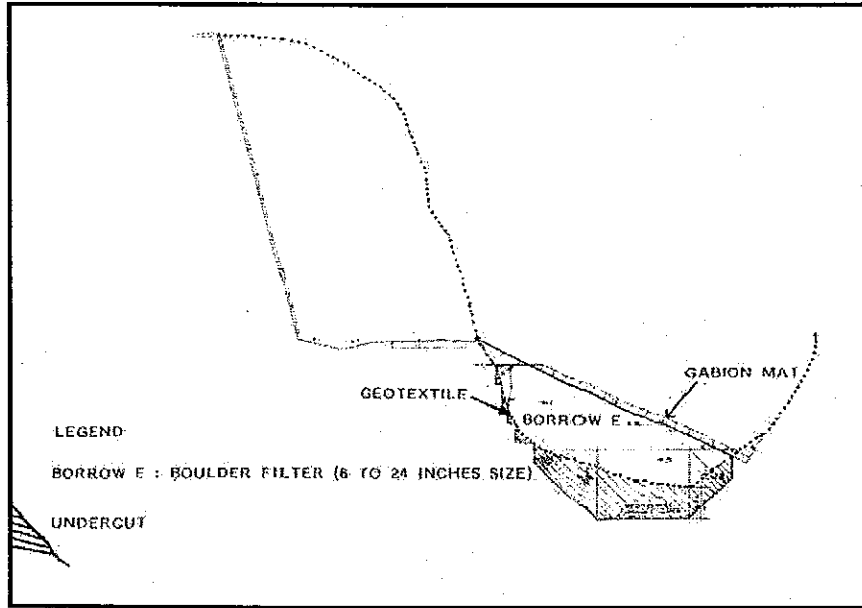 GABION MAT
GEOTEXTILE
BORROW E
LEGEND
BORROW E : BOULDER FILTER (6 TO 24 INCHES SIZE)
UNDERCUT